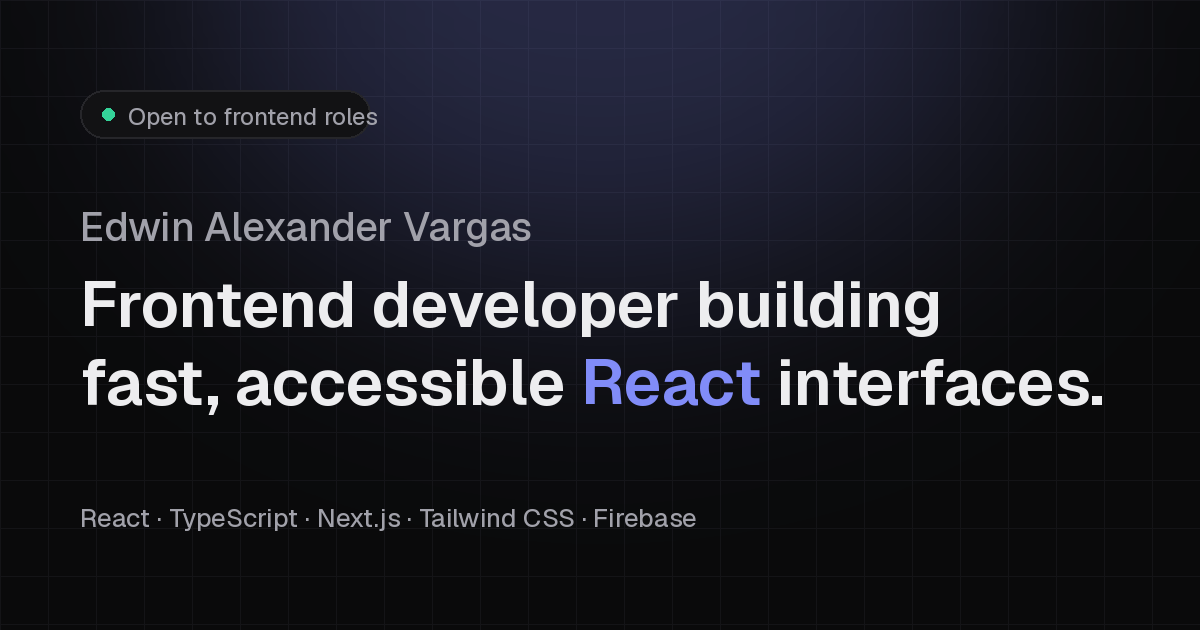 Open to frontend roles
Edwin Alexander Vargas
Frontend developer building
fast, accessible React interfaces.
React · TypeScript · Next.js · Tailwind CSS · Firebase